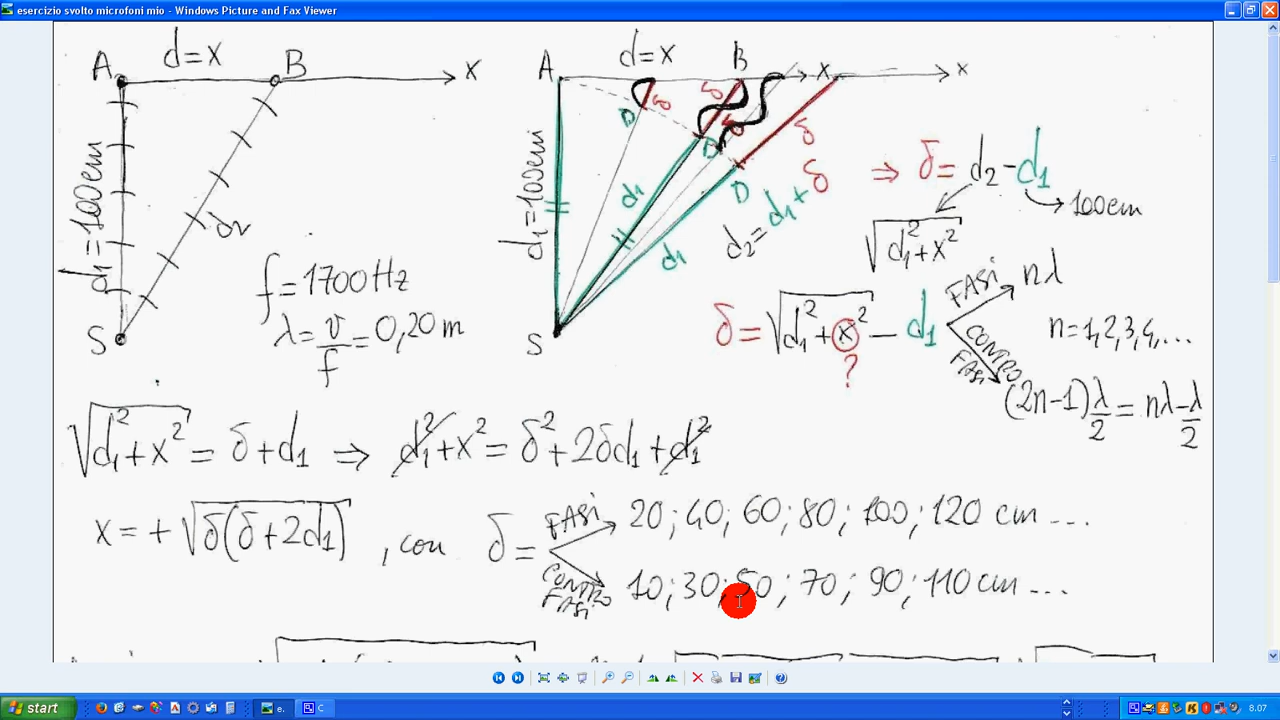 esercizio svolto microfoni mio - Windows Picture and Fax Viewer
A d=x B x
d₁=100cm
d₂
S
f=1700Hz
λ=v/f=0,20m
A d=x B x x
δ δ δ δ
D D D
d₁=100cm
d₁
d₁
d₂=d₁+δ
S
⇒ δ=d₂-d₁
√(d₁²+x²) 100cm
δ=√(d₁²+x²)-d₁
?
FASI nλ
n=1,2,3,4,...
CONTRO FASI
(2n-1)λ/2=nλ-λ/2
√(d₁²+x²)=δ+d₁ ⇒ d₁²+x²=δ²+2δd₁+d₁²
x=+√(δ(δ+2d₁)) , con δ=
FASI 20;40;60;80;100;120 cm...
CONTRO FASI 10;30;50;70;90;110 cm...
start
e.
C
8.07